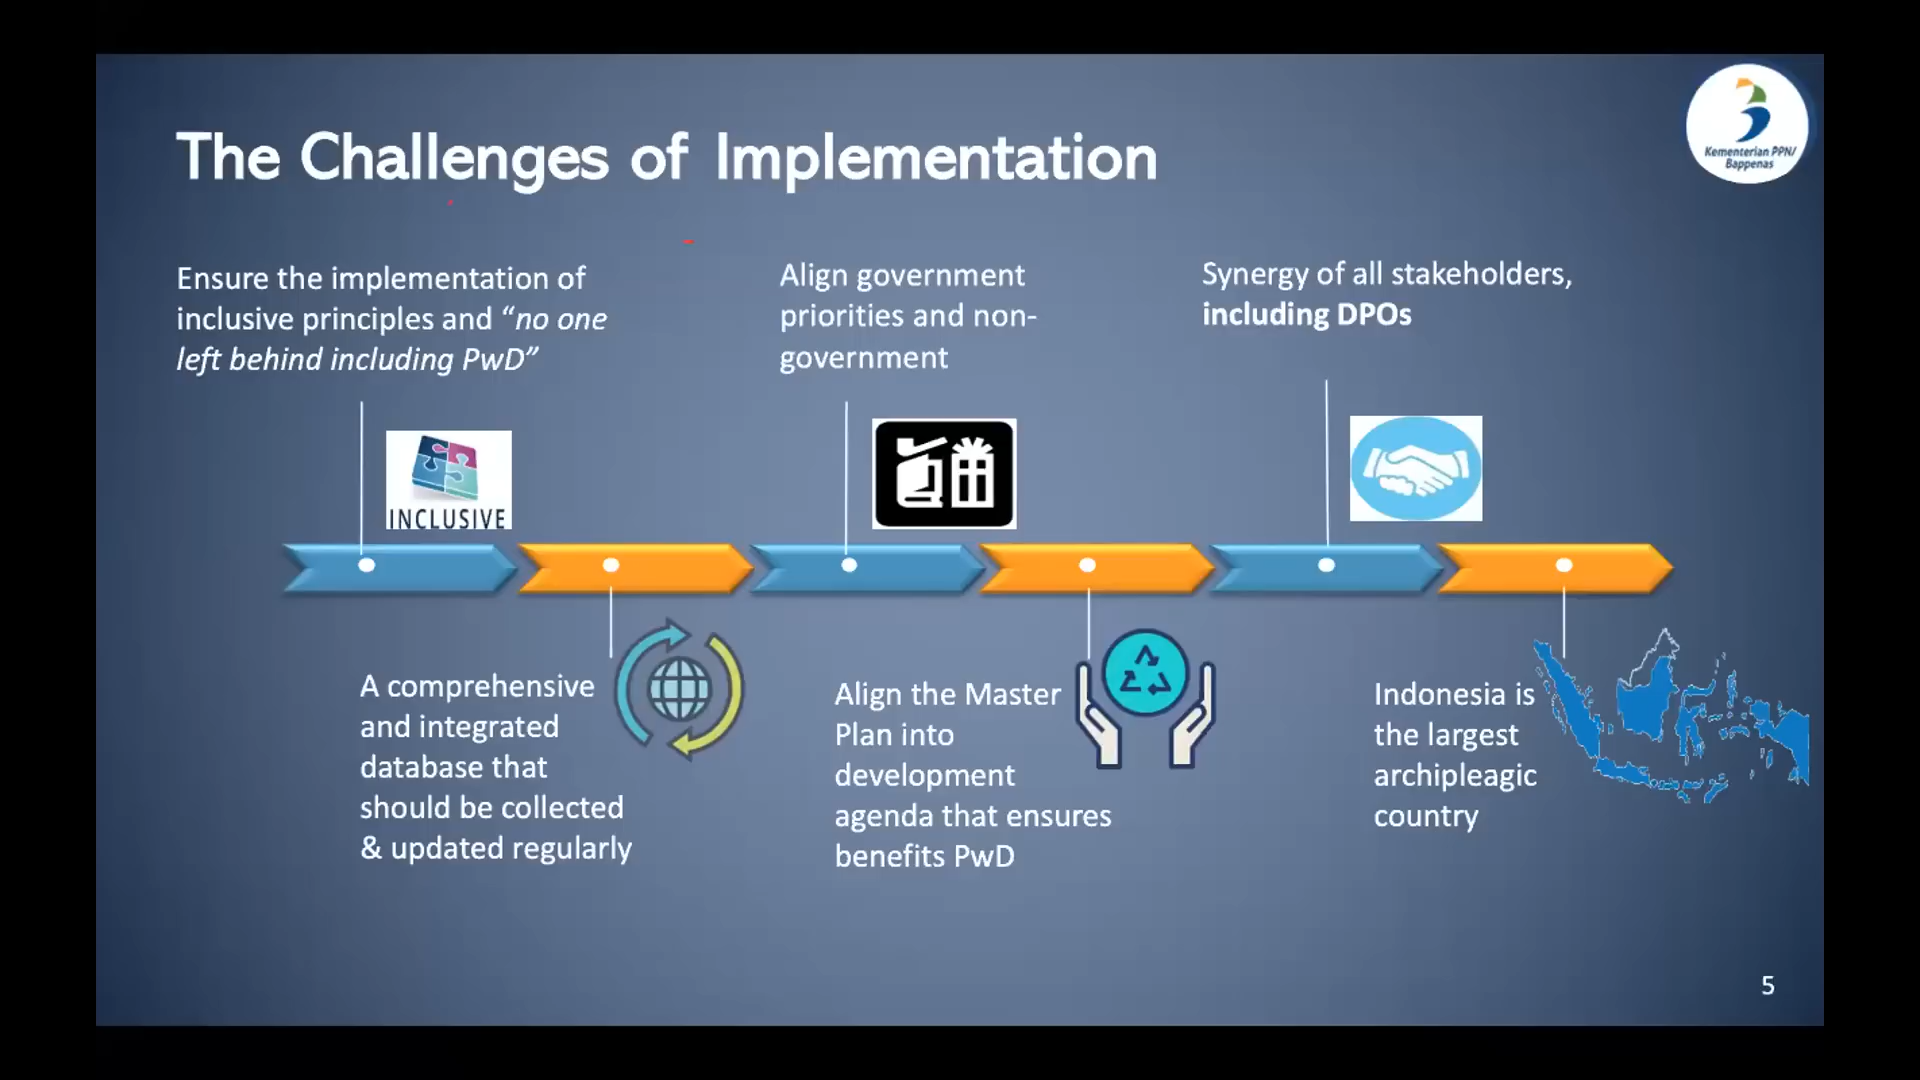 The Challenges of Implementation
Kementerian PPN/
Bappenas
Ensure the implementation of
inclusive principles and “no one
left behind including PwD”
Align government
priorities and non-
government
Synergy of all stakeholders,
including DPOs
INCLUSIVE
A comprehensive
and integrated
database that
should be collected
& updated regularly
Align the Master
Plan into
development
agenda that ensures
benefits PwD
Indonesia is
the largest
archipleagic
country
5